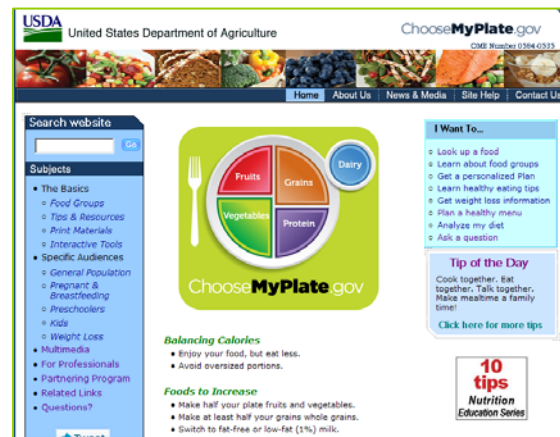 USDA
United States Department of Agriculture
ChooseMyPlate.gov
OMB Number 0584-0535
Home
About Us
News & Media
Site Help
Contact Us
Search website
Go
Subjects
The Basics
Food Groups
Tips & Resources
Print Materials
Interactive Tools
Specific Audiences
General Population
Pregnant &
Breastfeeding
Preschoolers
Kids
Weight Loss
Multimedia
For Professionals
Partnering Program
Related Links
Questions?
Tweet
Fruits
Grains
Dairy
Vegetables
Protein
ChooseMyPlate.gov
Balancing Calories
Enjoy your food, but eat less.
Avoid oversized portions.
Foods to Increase
Make half your plate fruits and vegetables.
Make at least half your grains whole grains.
Switch to fat-free or low-fat (1%) milk.
I Want To...
Look up a food
Learn about food groups
Get a personalized Plan
Learn healthy eating tips
Get weight loss information
Plan a healthy menu
Analyze my diet
Ask a question
Tip of the Day
Cook together. Eat
together. Talk together.
Make mealtime a family
time!
Click here for more tips
10
tips
Nutrition
Education Series